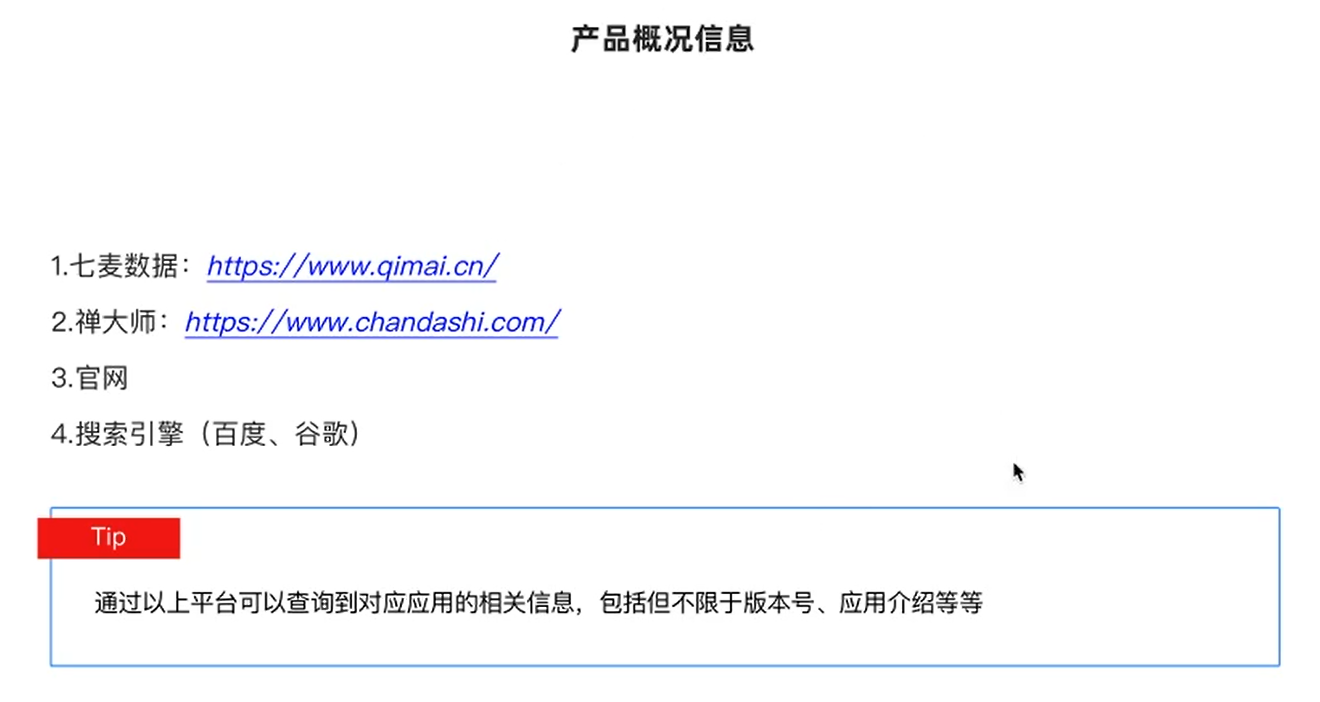 产品概况信息
1.七麦数据：https://www.qimai.cn/
2.禅大师：https://www.chandashi.com/
3.官网
4.搜索引擎（百度、谷歌）
Tip
通过以上平台可以查询到对应应用的相关信息，包括但不限于版本号、应用介绍等等